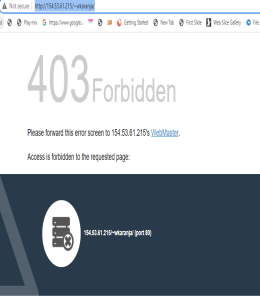 Not secure | http://154.53.61.215/~wkaranja/
Play mo https://www.google. Getting Started New Tab First Slide Web Slice Gallery File
403 Forbidden
Please forward this error screen to 154.53.61.215's WebMaster.
Access is forbidden to the requested page:
154.53.61.215/~wkaranja/ (port 80)